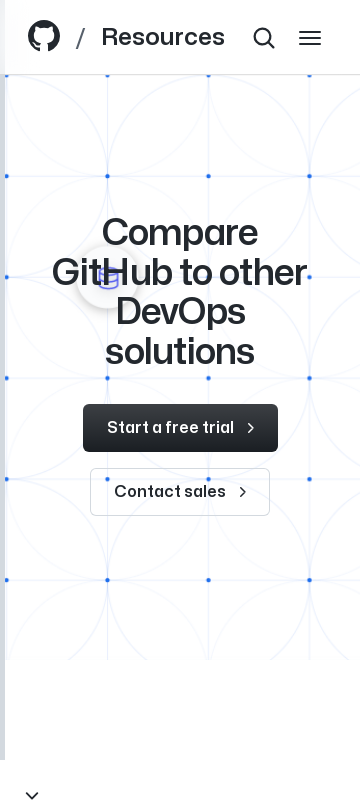 / Resources
Compare
GitHub to other
DevOps
solutions
Start a free trial
Contact sales